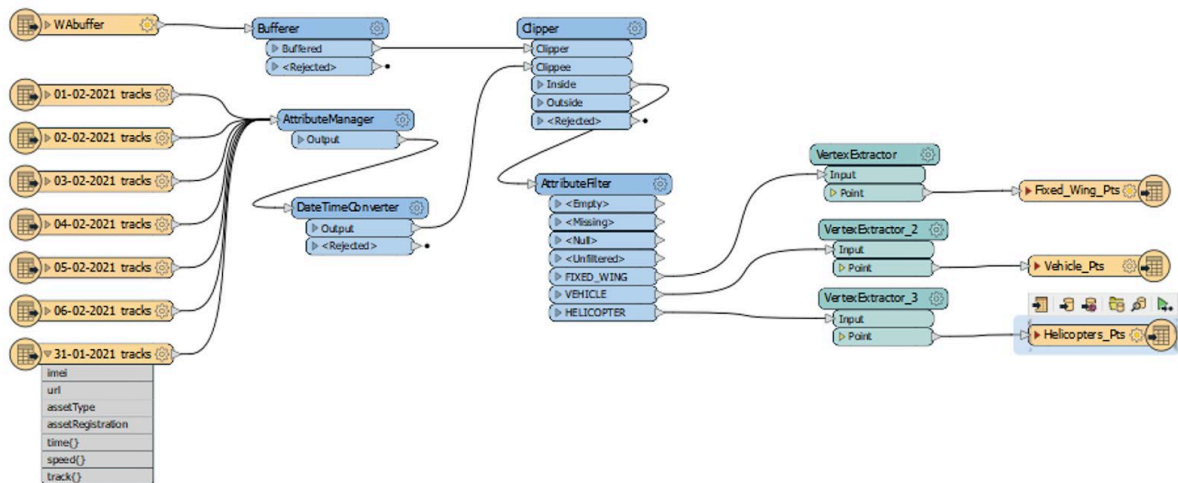 WAbuffer
Bufferer
Buffered
<Rejected>
Clipper
Clipper
Clippee
Inside
Outside
<Rejected>
01-02-2021 tracks
02-02-2021 tracks
03-02-2021 tracks
04-02-2021 tracks
05-02-2021 tracks
06-02-2021 tracks
31-01-2021 tracks
imei
url
assetType
assetRegistration
time{}
speed{}
track{}
AttributeManager
Output
DateTimeConverter
Output
<Rejected>
AttributeFilter
<Empty>
<Missing>
<Null>
<Unfiltered>
FIXED_WING
VEHICLE
HELICOPTER
VertexExtractor
Input
Point
Fixed_Wing_Pts
VertexExtractor_2
Input
Point
Vehicle_Pts
VertexExtractor_3
Input
Point
Helicopters_Pts